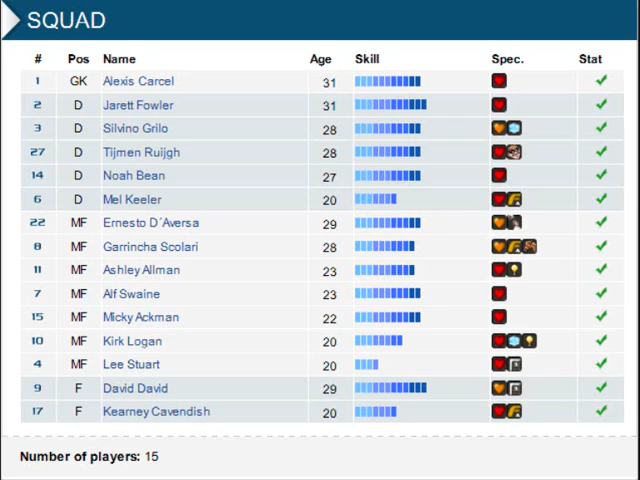 SQUAD
# Pos Name Age Skill Spec. Stat
1 GK Alexis Carcel 31
2 D Jarett Fowler 31
3 D Silvino Grilo 28
27 D Tijmen Ruijgh 28
14 D Noah Bean 27
6 D Mel Keeler 20
22 MF Ernesto D´Aversa 29
8 MF Garrincha Scolari 28
11 MF Ashley Allman 23
7 MF Alf Swaine 23
15 MF Micky Ackman 22
10 MF Kirk Logan 20
4 MF Lee Stuart 20
9 F David David 29
17 F Kearney Cavendish 20
Number of players: 15